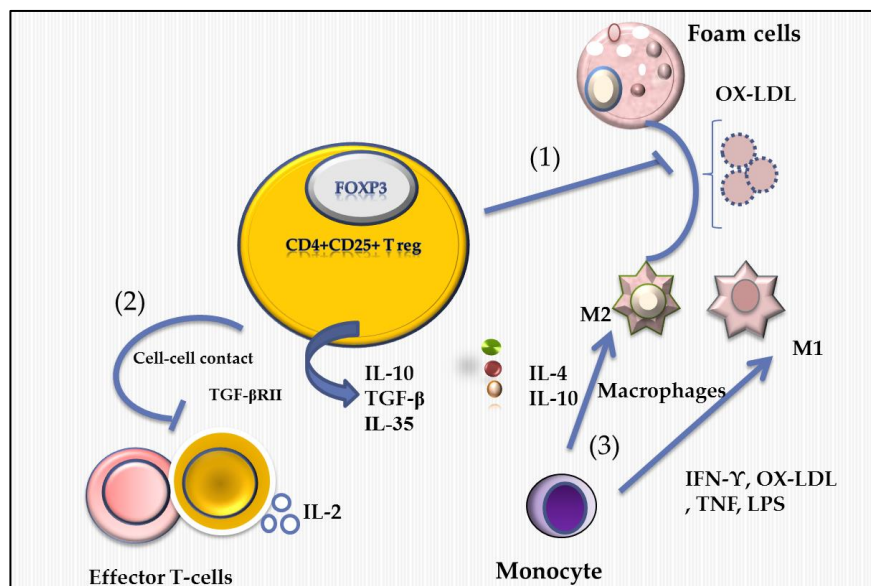 Foam cells
OX-LDL
(1)
FOXP3
CD4+CD25+ T reg
(2)
Cell-cell contact
TGF-βRII
IL-10
TGF-β
IL-35
IL-4
IL-10
M2
M1
Macrophages
(3)
IFN-ϒ, OX-LDL
, TNF, LPS
IL-2
Effector T-cells
Monocyte